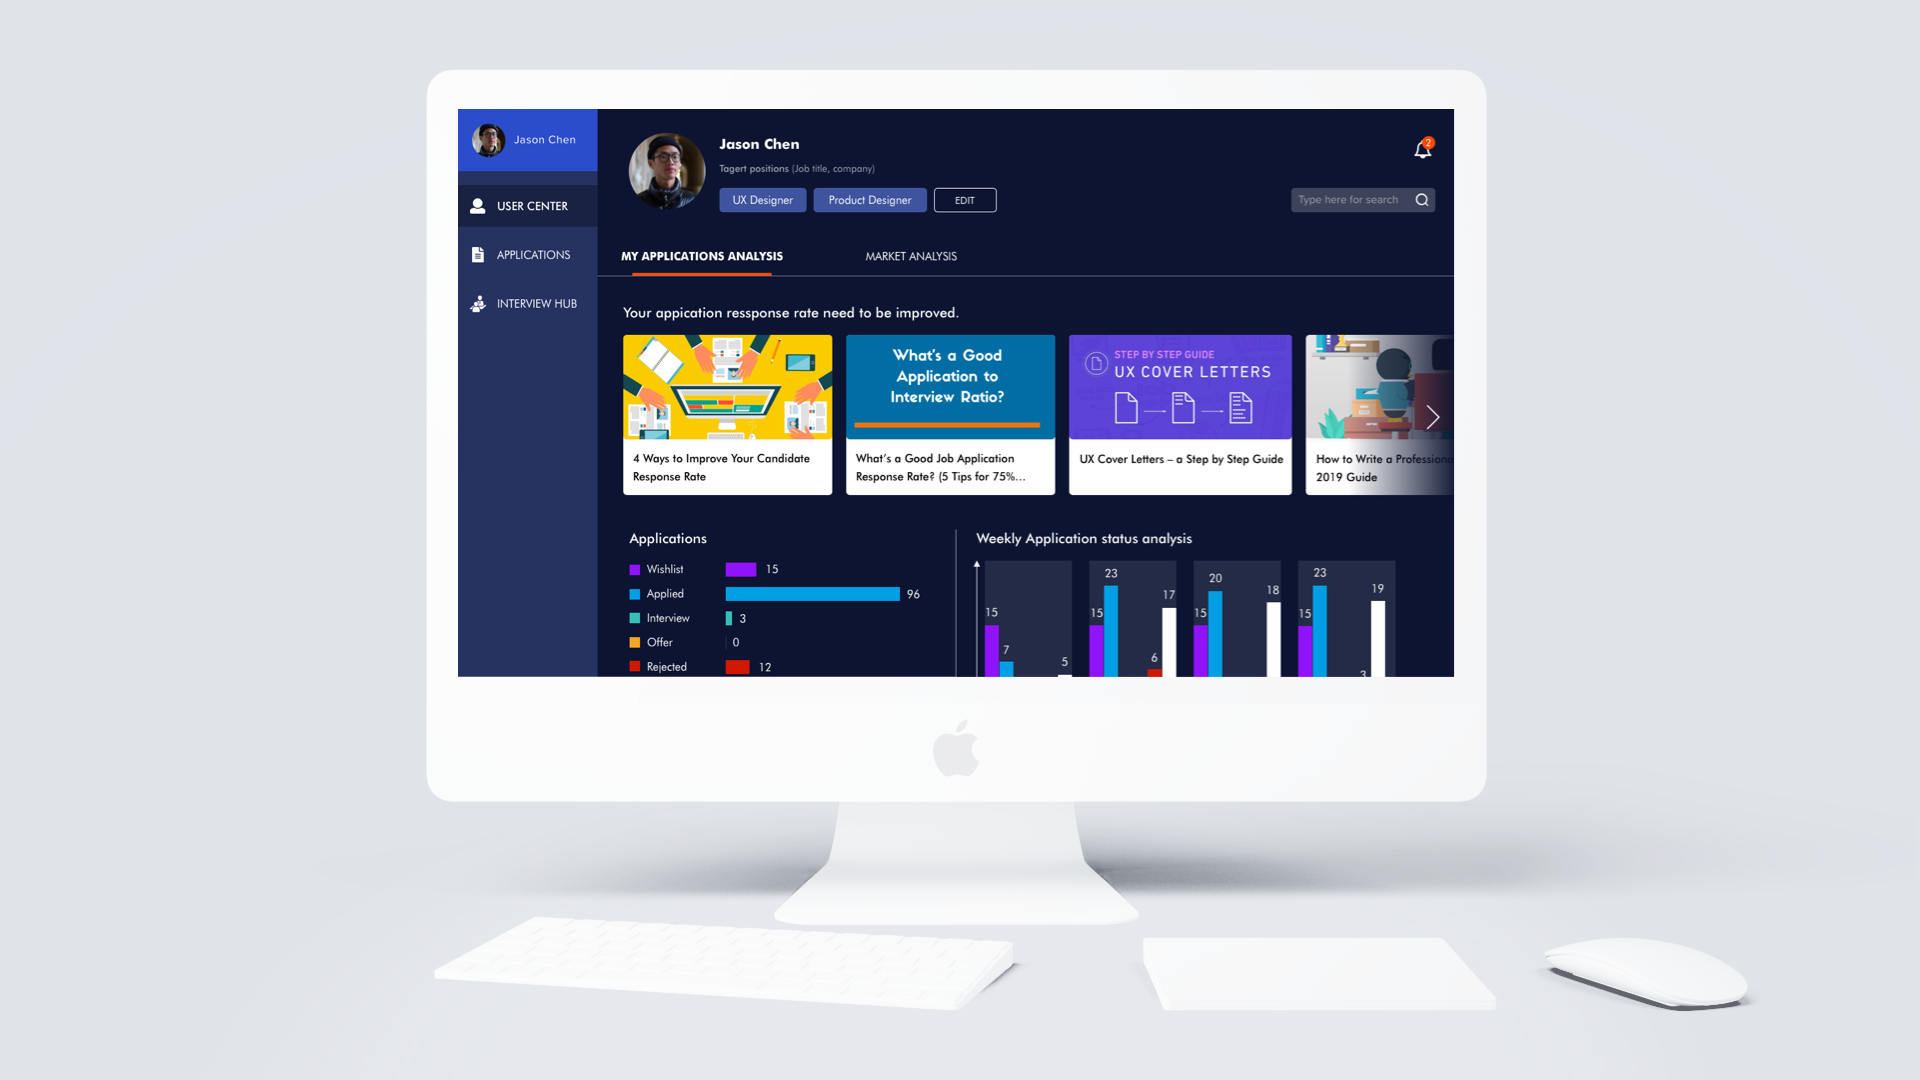 Jason Chen
USER CENTER
APPLICATIONS
INTERVIEW HUB
Jason Chen
Tagert positions (Job title, company)
UX Designer
Product Designer
EDIT
2
Type here for search
MY APPLICATIONS ANALYSIS
MARKET ANALYSIS
Your appication ressponse rate need to be improved.
4 Ways to Improve Your Candidate
Response Rate
What's a Good
Application to
Interview Ratio?
What's a Good Job Application
Response Rate? (5 Tips for 75%...
STEP BY STEP GUIDE
UX COVER LETTERS
UX Cover Letters – a Step by Step Guide
How to Write a Professiona
2019 Guide
Applications
Wishlist 15
Applied 96
Interview 3
Offer 0
Rejected 12
Weekly Application status analysis
15 7 5
15 23 6 17
15 20 18
15 23 3 19